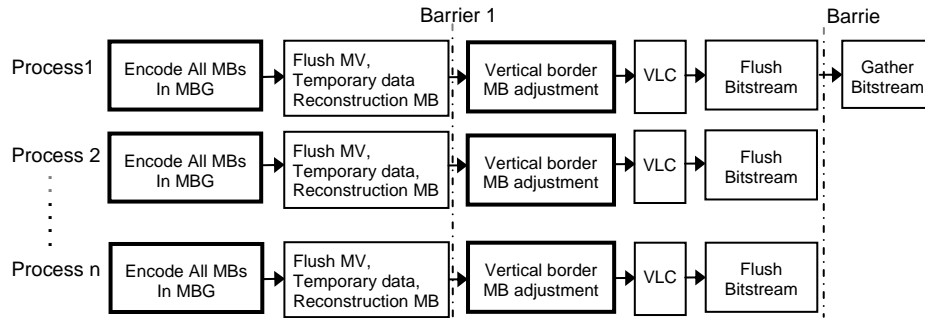 Barrier 1
Barrie
Process1
Encode All MBs
In MBG
Flush MV,
Temporary data
Reconstruction MB
Vertical border
MB adjustment
VLC
Flush
Bitstream
Gather
Bitstream
Process 2
Encode All MBs
In MBG
Flush MV,
Temporary data,
Reconstruction MB
Vertical border
MB adjustment
VLC
Flush
Bitstream
Process n
Encode All MBs
In MBG
Flush MV,
Temporary data,
Reconstruction MB
Vertical border
MB adjustment
VLC
Flush
Bitstream